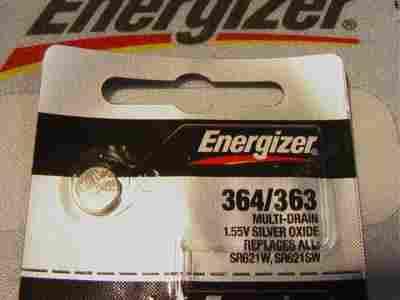 Energizer®
Energizer
364/363
MULTI-DRAIN
1.55V SILVER OXIDE
REPLACES ALL:
SR621W, SR621SW